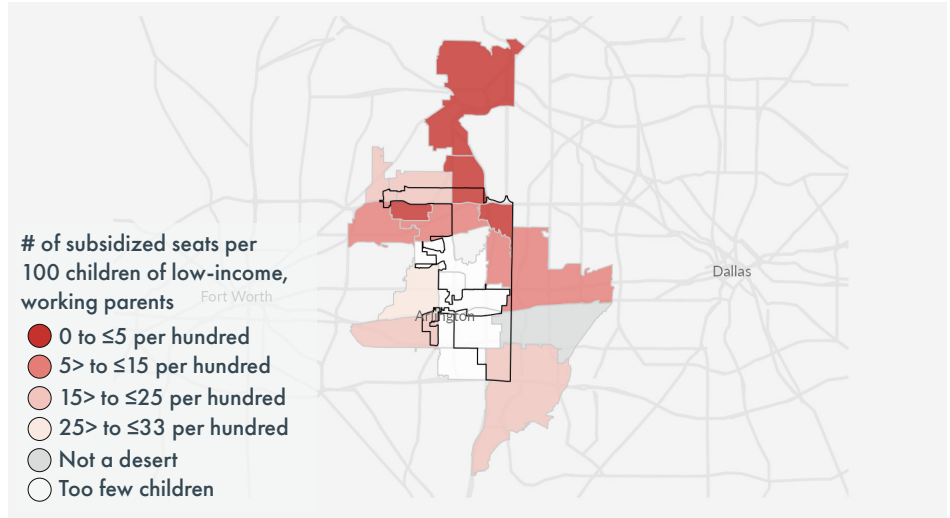 # of subsidized seats per
100 children of low-income,
working parents
0 to ≤5 per hundred
5> to ≤15 per hundred
15> to ≤25 per hundred
25> to ≤33 per hundred
Not a desert
Too few children
Fort Worth
Arlington
Dallas